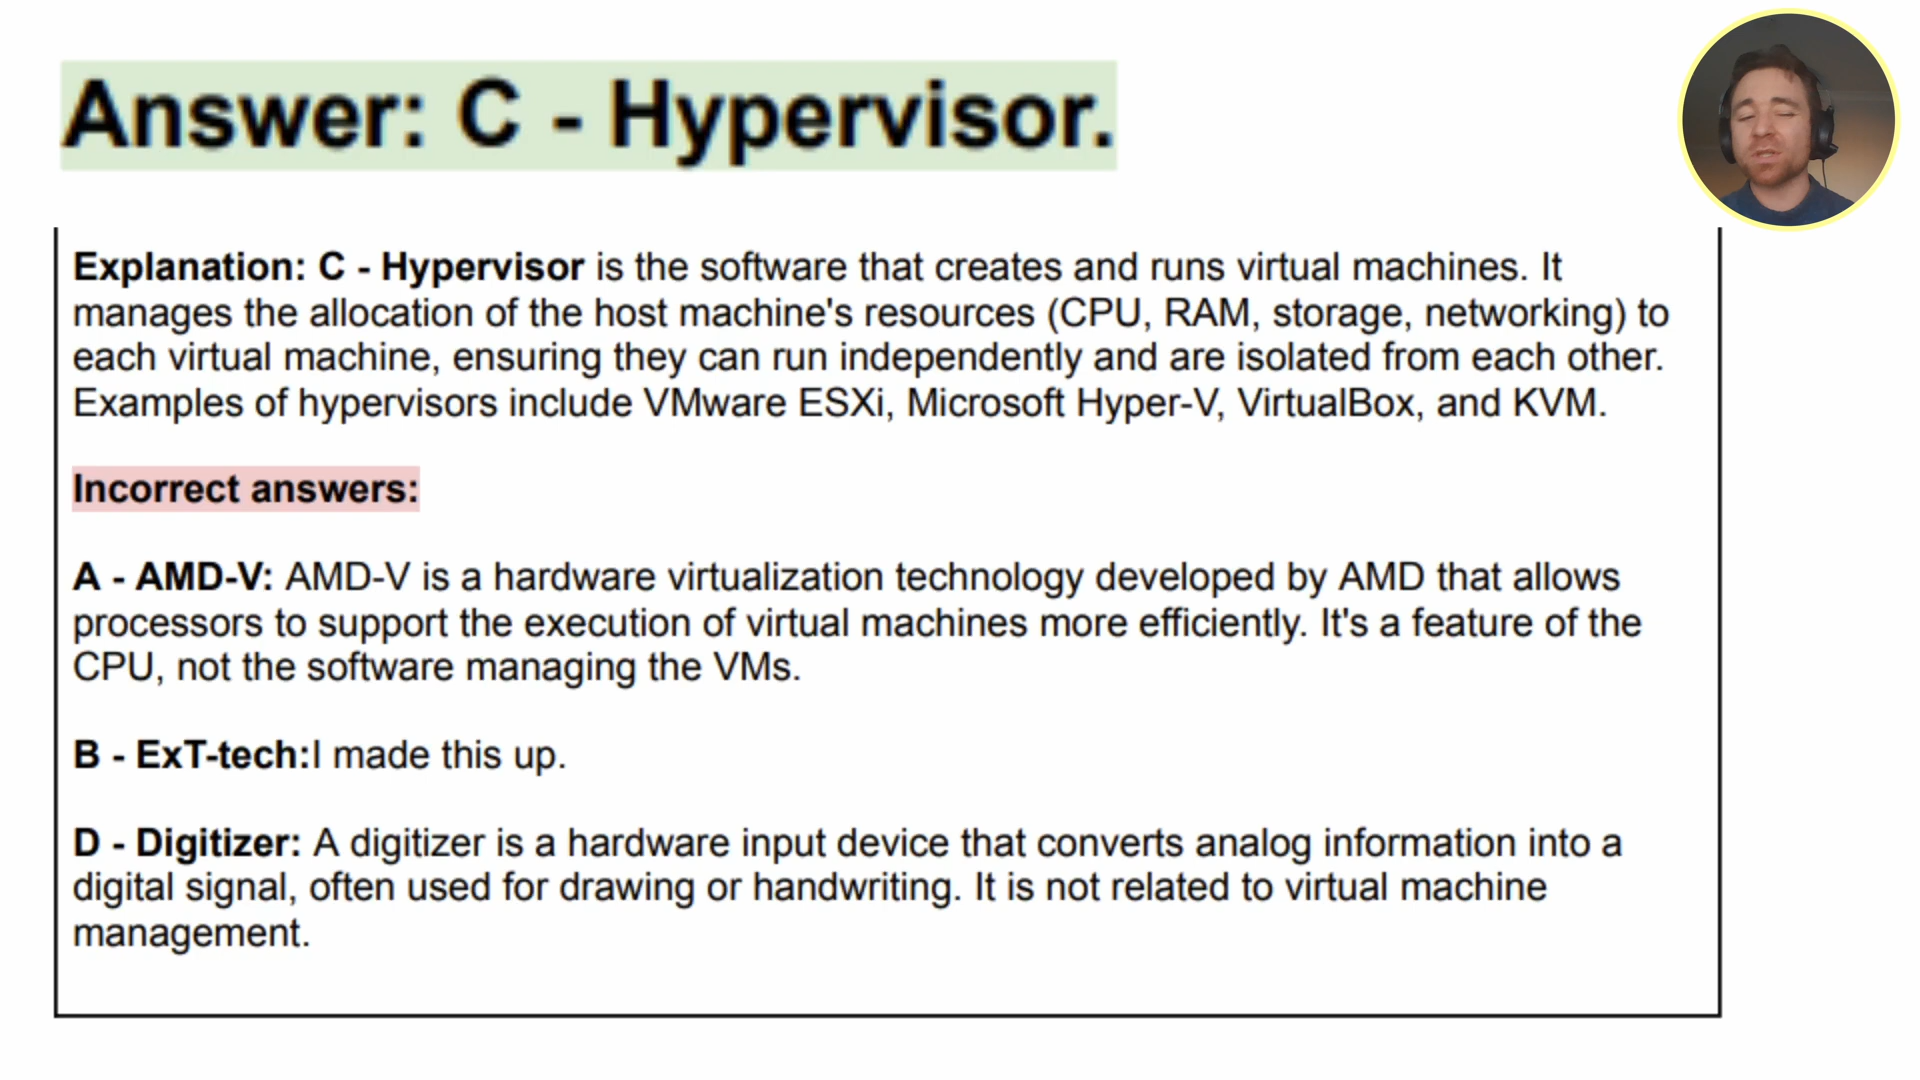 Answer: C - Hypervisor.
Explanation: C - Hypervisor is the software that creates and runs virtual machines. It
manages the allocation of the host machine's resources (CPU, RAM, storage, networking) to
each virtual machine, ensuring they can run independently and are isolated from each other.
Examples of hypervisors include VMware ESXi, Microsoft Hyper-V, VirtualBox, and KVM.
Incorrect answers:
A - AMD-V: AMD-V is a hardware virtualization technology developed by AMD that allows
processors to support the execution of virtual machines more efficiently. It's a feature of the
CPU, not the software managing the VMs.
B - ExT-tech:I made this up.
D - Digitizer: A digitizer is a hardware input device that converts analog information into a
digital signal, often used for drawing or handwriting. It is not related to virtual machine
management.